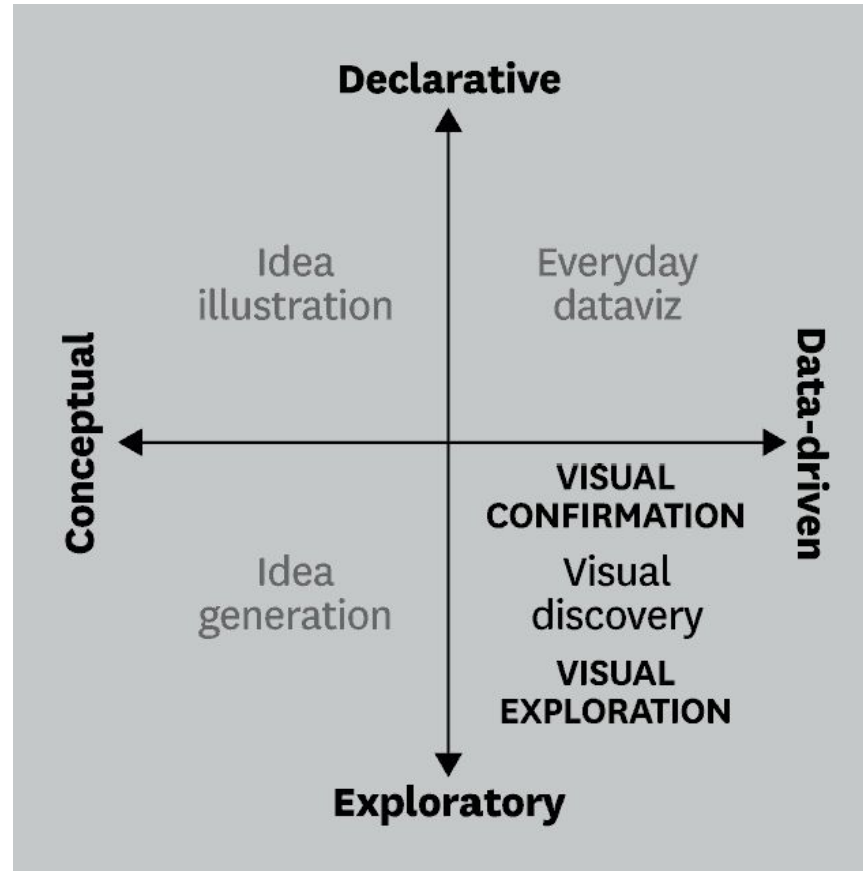 Declarative
Idea
illustration
Everyday
dataviz
Conceptual
Data-driven
VISUAL
CONFIRMATION
Idea
generation
Visual
discovery
VISUAL
EXPLORATION
Exploratory